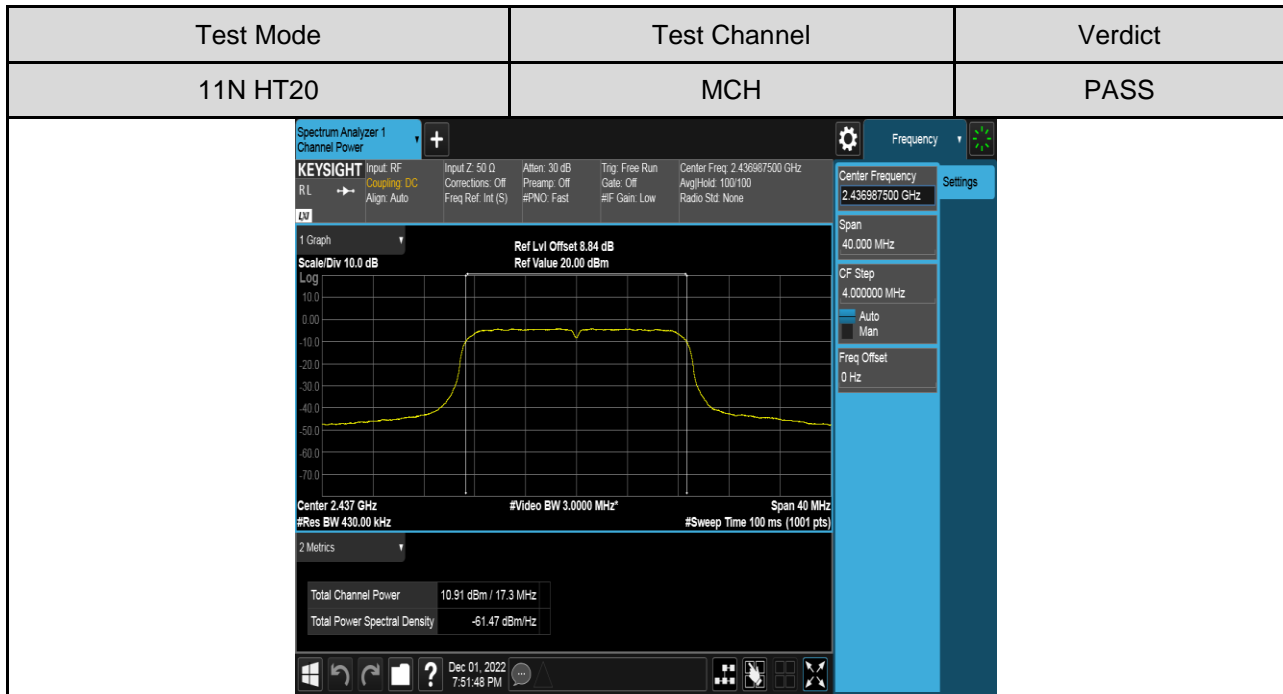 Test Mode Test Channel Verdict
11N HT20 MCH PASS
Spectrum Analyzer 1
Channel Power
+
Frequency
KEYSIGHT
RL
LXI
Input: RF
Coupling: DC
Align: Auto
Input Z: 50 Ω
Corrections: Off
Freq Ref: Int (S)
Atten: 30 dB
Preamp: Off
#PNO: Fast
Trig: Free Run
Gate: Off
#IF Gain: Low
Center Freq: 2.436987500 GHz
Avg|Hold: 100/100
Radio Std: None
Center Frequency
2.436987500 GHz
Settings
Span
40.000 MHz
CF Step
4.000000 MHz
Auto
Man
Freq Offset
0 Hz
1 Graph
Scale/Div 10.0 dB
Ref Lvl Offset 8.84 dB
Ref Value 20.00 dBm
Log
10.0
0.00
-10.0
-20.0
-30.0
-40.0
-50.0
-60.0
-70.0
Center 2.437 GHz
#Res BW 430.00 kHz
#Video BW 3.0000 MHz*
Span 40 MHz
#Sweep Time 100 ms (1001 pts)
2 Metrics
Total Channel Power 10.91 dBm / 17.3 MHz
Total Power Spectral Density -61.47 dBm/Hz
?
Dec 01, 2022
7:51:48 PM